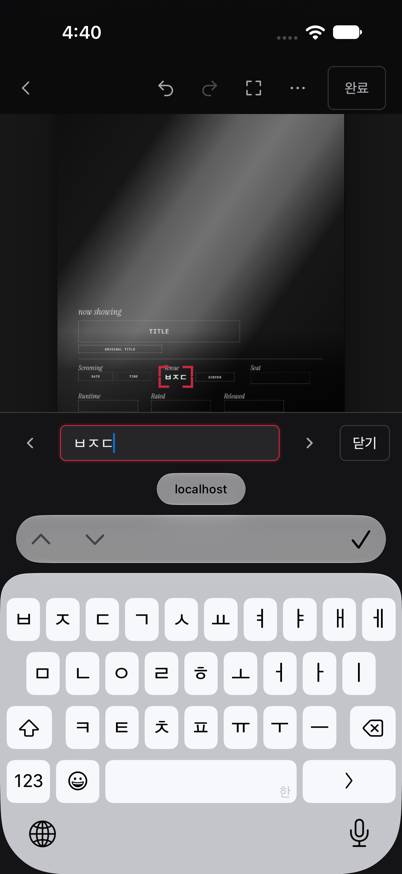 4:40
완료
now showing
TITLE
ORIGINAL TITLE
Screening
Venue
Seat
DATE
TIME
ㅂㅈㄷ
SCREEN
Runtime
Rated
Released
ㅂㅈㄷ
닫기
localhost
ㅂ ㅈ ㄷ ㄱ ㅅ ㅛ ㅕ ㅑ ㅐ ㅔ
ㅁ ㄴ ㅇ ㄹ ㅎ ㅗ ㅓ ㅏ ㅣ
ㅋ ㅌ ㅊ ㅍ ㅠ ㅜ ㅡ
123
한